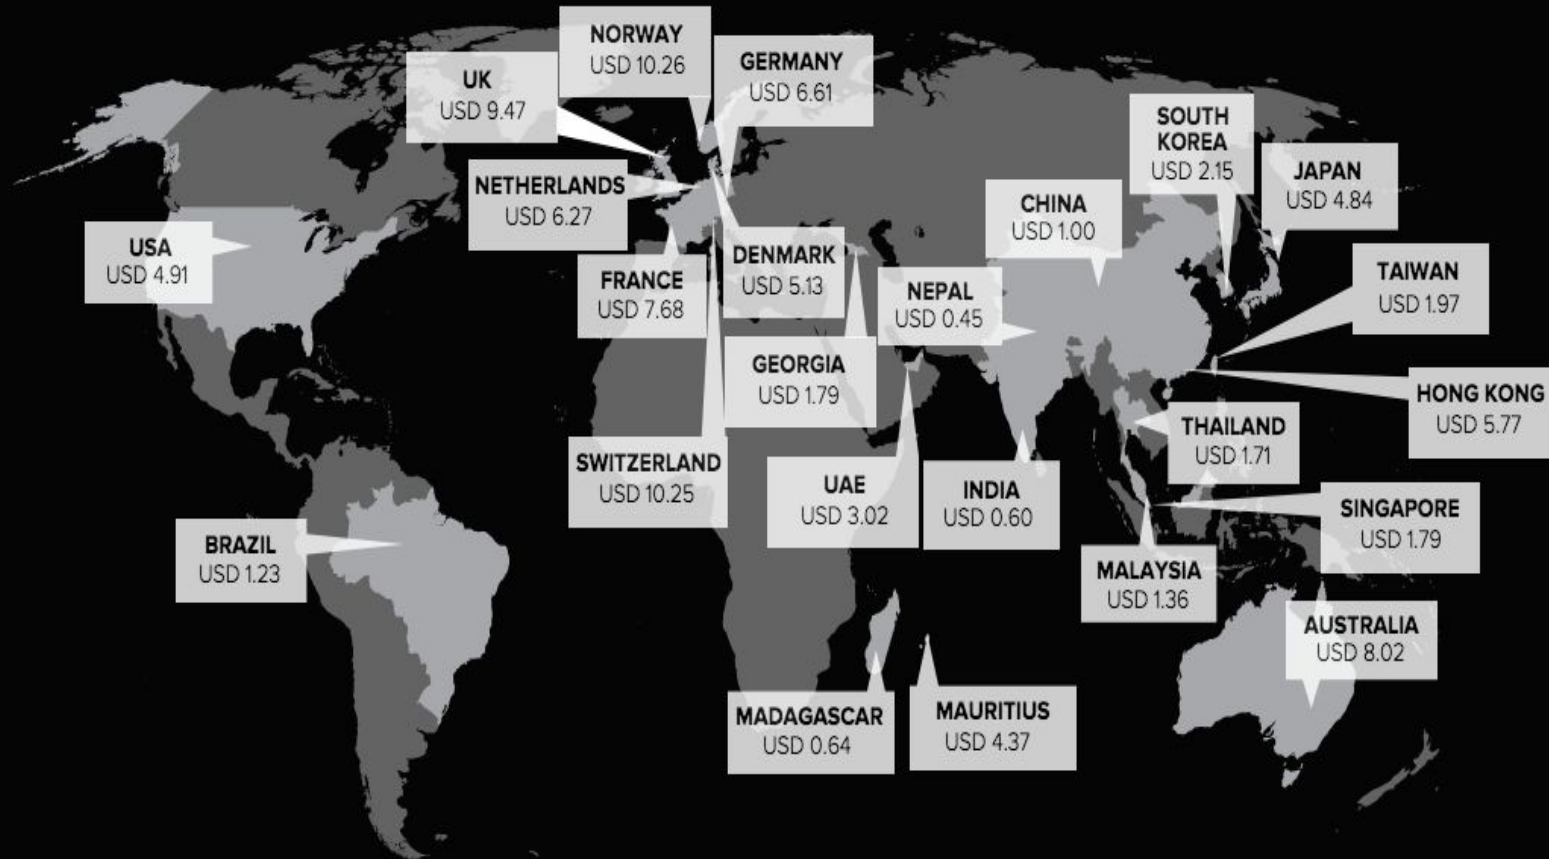 NORWAY
USD 10.26
GERMANY
USD 6.61
UK
USD 9.47
SOUTH
KOREA
USD 2.15
JAPAN
USD 4.84
NETHERLANDS
USD 6.27
CHINA
USD 1.00
USA
USD 4.91
DENMARK
USD 5.13
FRANCE
USD 7.68
NEPAL
USD 0.45
TAIWAN
USD 1.97
GEORGIA
USD 1.79
HONG KONG
USD 5.77
THAILAND
USD 1.71
SWITZERLAND
USD 10.25
UAE
USD 3.02
INDIA
USD 0.60
SINGAPORE
USD 1.79
BRAZIL
USD 1.23
MALAYSIA
USD 1.36
AUSTRALIA
USD 8.02
MADAGASCAR
USD 0.64
MAURITIUS
USD 4.37